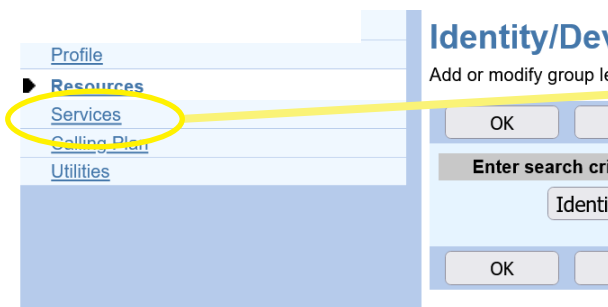 Profile
Resources
Services
Calling Plan
Utilities
Identity/Dev
Add or modify group le
OK
Enter search cri
Identi
OK